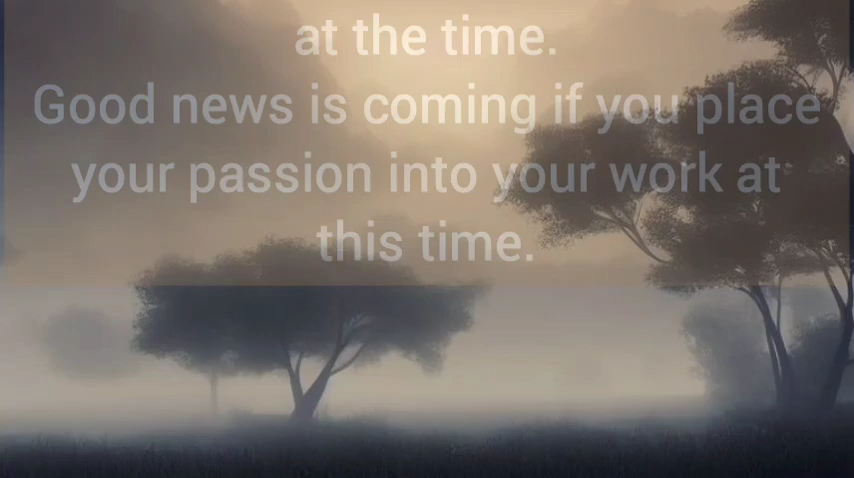 at the time.
Good news is coming if you place
your passion into your work at
this time.